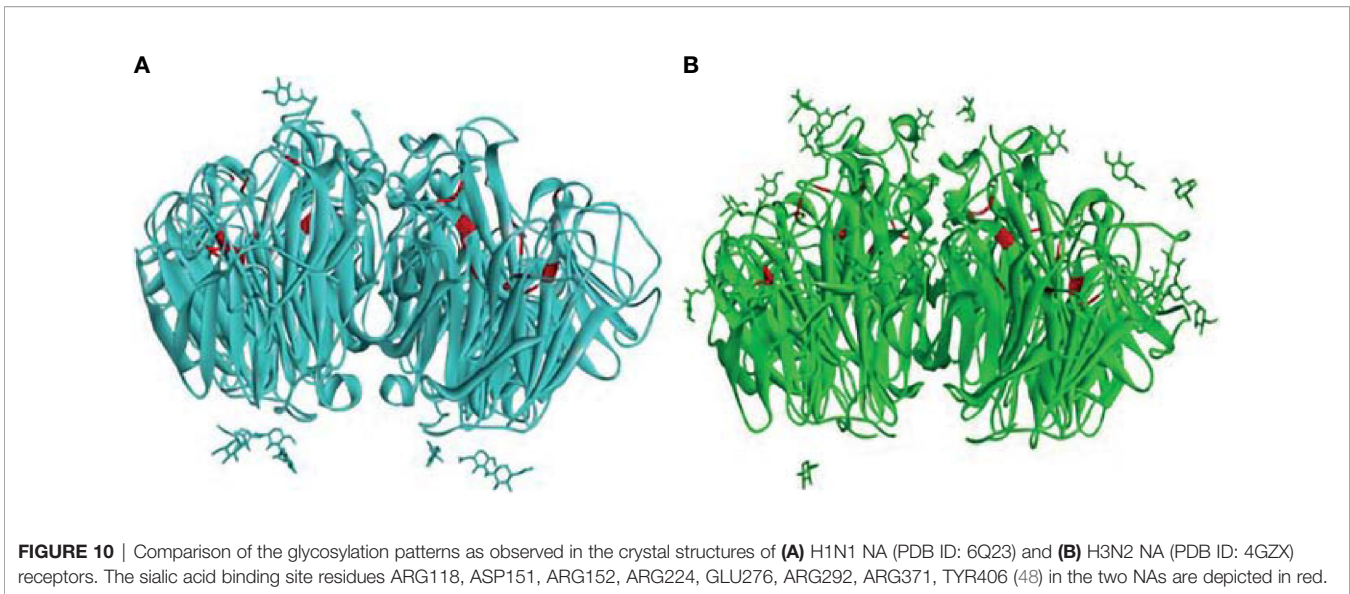 A
B
FIGURE 10 | Comparison of the glycosylation patterns as observed in the crystal structures of (A) H1N1 NA (PDB ID: 6Q23) and (B) H3N2 NA (PDB ID: 4GZX)
receptors. The sialic acid binding site residues ARG118, ASP151, ARG152, ARG224, GLU276, ARG292, ARG371, TYR406 (48) in the two NAs are depicted in red.